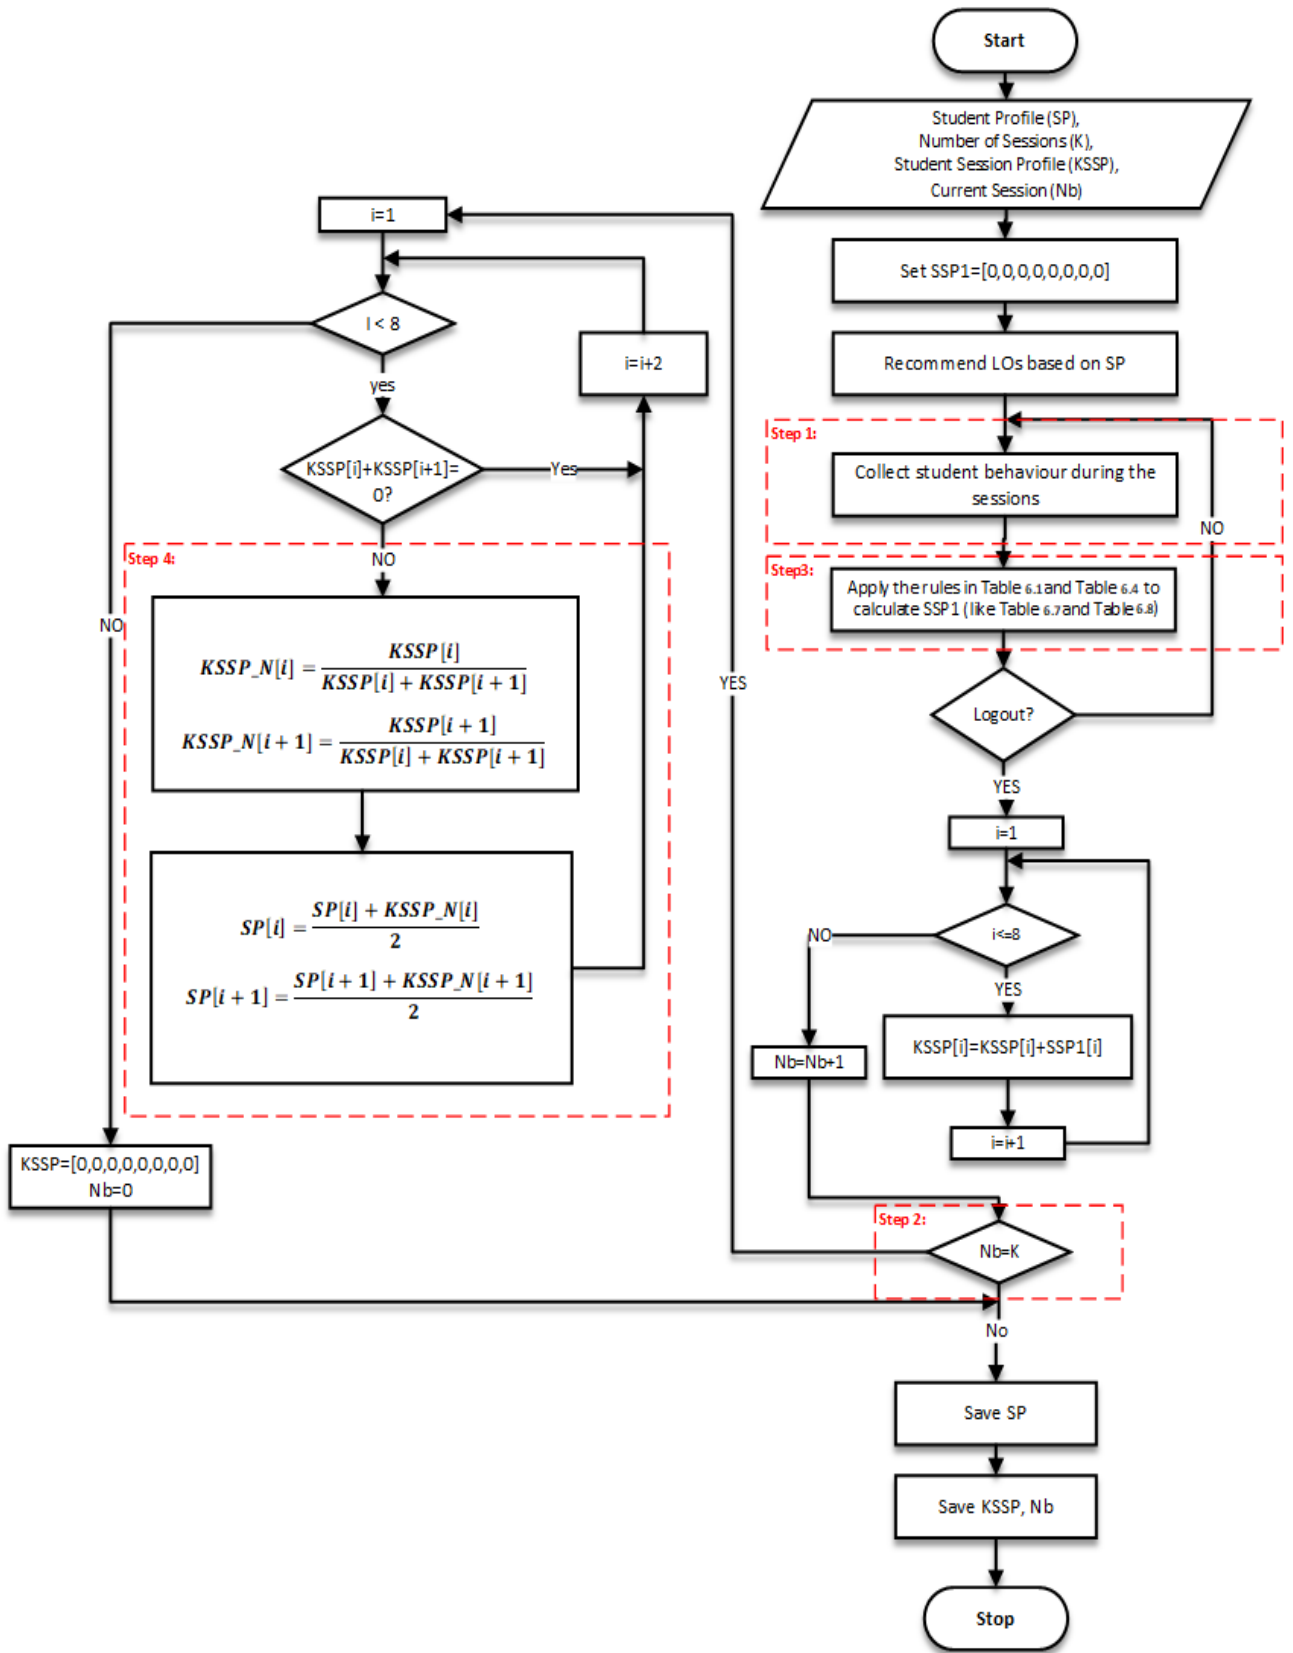 Start
Student Profile (SP),
Number of Sessions (K),
Student Session Profile (KSSP),
Current Session (Nb)
Set SSP1=[0,0,0,0,0,0,0,0]
Recommend LOs based on SP
Step 1:
Collect student behaviour during the
sessions
NO
Step3:
Apply the rules in Table 6.1 and Table 6.4 to
calculate SSP1 (like Table 6.7 and Table 6.8)
Logout?
YES
i=1
i<=8
NO
YES
KSSP[i]=KSSP[i]+SSP1[i]
Nb=Nb+1
i=i+1
Step 2:
Nb=K
YES
i=1
I < 8
i=i+2
yes
KSSP[i]+KSSP[i+1]=
0?
Yes
NO
Step 4:
NO
KSSP_N[i] = KSSP[i] / KSSP[i] + KSSP[i + 1]
KSSP_N[i + 1] = KSSP[i + 1] / KSSP[i] + KSSP[i + 1]
SP[i] = SP[i] + KSSP_N[i] / 2
SP[i + 1] = SP[i + 1] + KSSP_N[i + 1] / 2
KSSP=[0,0,0,0,0,0,0,0]
Nb=0
No
Save SP
Save KSSP, Nb
Stop